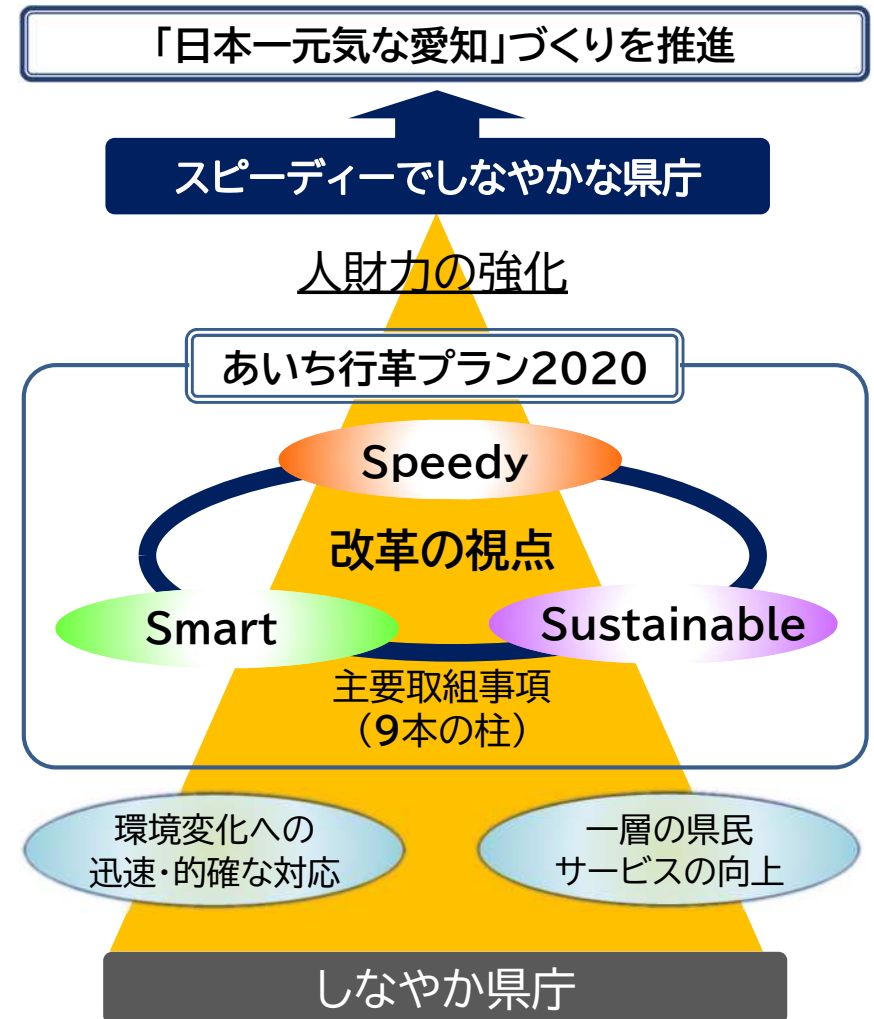 「日本一元気な愛知」づくりを推進
スピーディーでしなやかな県庁
人財力の強化
あいち行革プラン2020
Speedy
改革の視点
Smart
Sustainable
主要取組事項
（9本の柱）
環境変化への
迅速・的確な対応
一層の県民
サービスの向上
しなやか県庁